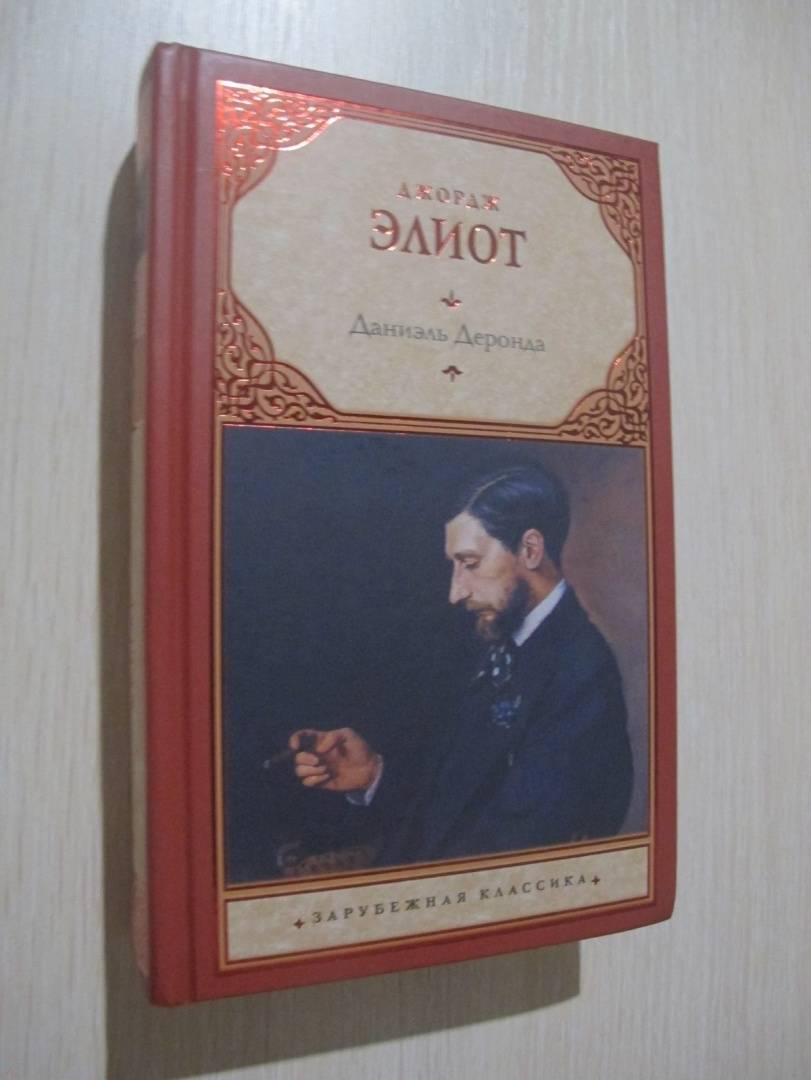 ДЖОРДЖ
ЭЛИОТ
Даниэль Деронда
ЗАРУБЕЖНАЯ КЛАССИКА